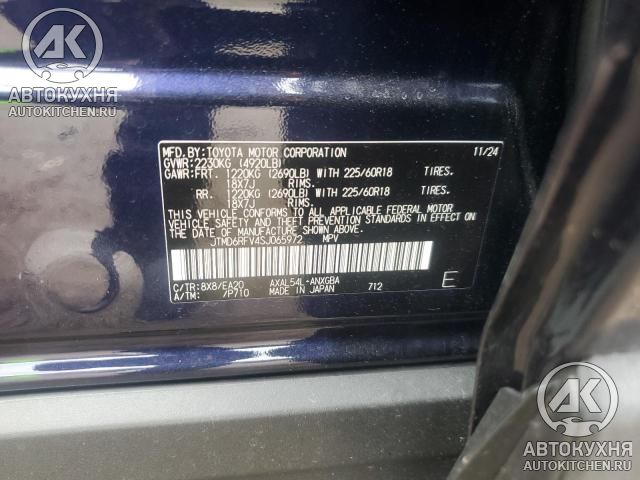 AK
АВТОКУХНЯ
AUTOKITCHEN.RU
MFD.BY:TOYOTA MOTOR CORPORATION 11/24
GVWR:2230KG (4920LB)
GAWR:FRT. 1220KG (2690LB) WITH 225/60R18 TIRES.
18X7J RIMS.
RR. 1220KG (2690LB) WITH 225/60R18 TIRES.
18X7J RIMS.
THIS VEHICLE CONFORMS TO ALL APPLICABLE FEDERAL MOTOR
VEHICLE SAFETY AND THEFT PREVENTION STANDARDS IN EFFECT ON
THE DATE OF MANUFACTURE SHOWN ABOVE.
JTMD6RFV4SJ065972 MPV
C/TR:8X8/EA20 AXAL54L-ANXGBA
A/TM: 7P710 MADE IN JAPAN 712 E
AK
АВТОКУХНЯ
AUTOKITCHEN.RU